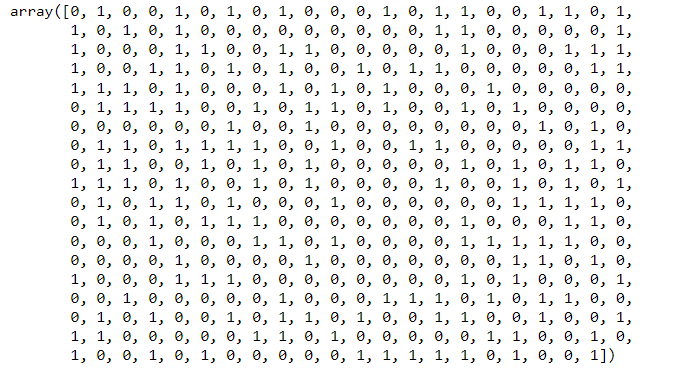 array([0, 1, 0, 0, 1, 0, 1, 0, 1, 0, 0, 0, 1, 0, 1, 1, 0, 0, 1, 1, 0, 1,
1, 0, 1, 0, 1, 0, 0, 0, 0, 0, 0, 0, 1, 1, 0, 0, 0, 0, 0, 1,
1, 0, 0, 0, 1, 1, 0, 0, 1, 1, 0, 0, 0, 0, 0, 1, 0, 0, 0, 1, 1, 1,
1, 0, 0, 1, 1, 0, 1, 0, 1, 0, 0, 1, 0, 1, 1, 0, 0, 0, 0, 0, 1, 1,
1, 1, 1, 0, 1, 0, 0, 0, 1, 0, 1, 0, 1, 0, 0, 0, 1, 0, 0, 0, 0, 0,
0, 1, 1, 1, 1, 0, 0, 1, 0, 1, 1, 0, 1, 0, 0, 1, 0, 1, 0, 0, 0, 0,
0, 0, 0, 0, 0, 0, 1, 0, 0, 1, 0, 0, 0, 0, 0, 0, 0, 0, 1, 0, 1, 0,
0, 1, 1, 0, 1, 1, 1, 1, 0, 0, 1, 0, 0, 1, 1, 0, 0, 0, 0, 0, 1, 1,
0, 1, 1, 0, 0, 1, 0, 1, 0, 1, 0, 0, 0, 0, 0, 1, 0, 1, 0, 1, 1, 0,
1, 1, 1, 0, 1, 0, 0, 1, 0, 1, 0, 0, 0, 0, 1, 0, 0, 1, 0, 1, 0, 1,
0, 1, 0, 1, 1, 0, 1, 0, 0, 0, 1, 0, 0, 0, 0, 0, 0, 1, 1, 1, 1, 0,
0, 1, 0, 1, 0, 1, 1, 1, 0, 0, 0, 0, 0, 0, 0, 1, 0, 0, 0, 1, 1, 0,
0, 0, 0, 1, 0, 0, 0, 1, 1, 0, 1, 0, 0, 0, 0, 1, 1, 1, 1, 1, 0, 0,
0, 0, 0, 0, 1, 0, 0, 0, 0, 1, 0, 0, 0, 0, 0, 0, 0, 1, 1, 0, 1, 0,
1, 0, 0, 0, 1, 1, 1, 0, 0, 0, 0, 0, 0, 0, 0, 1, 0, 1, 0, 0, 0, 1,
0, 0, 1, 0, 0, 0, 0, 0, 1, 0, 0, 0, 1, 1, 1, 0, 1, 0, 1, 1, 0, 0,
0, 1, 0, 1, 0, 0, 1, 0, 1, 1, 0, 1, 0, 0, 1, 1, 0, 0, 1, 0, 0, 1,
1, 1, 0, 0, 0, 0, 0, 1, 1, 0, 1, 0, 0, 0, 0, 0, 1, 1, 0, 0, 1, 0,
1, 0, 0, 1, 0, 1, 0, 0, 0, 0, 0, 1, 1, 1, 1, 1, 0, 1, 0, 0, 1])